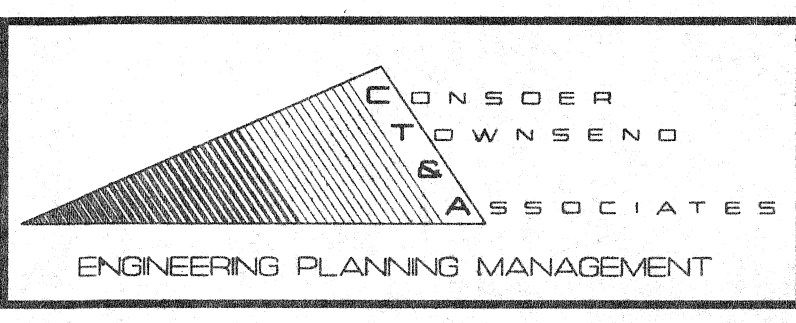 CONSOER
TOWNSEND
&
ASSOCIATES
ENGINEERING PLANNING MANAGEMENT